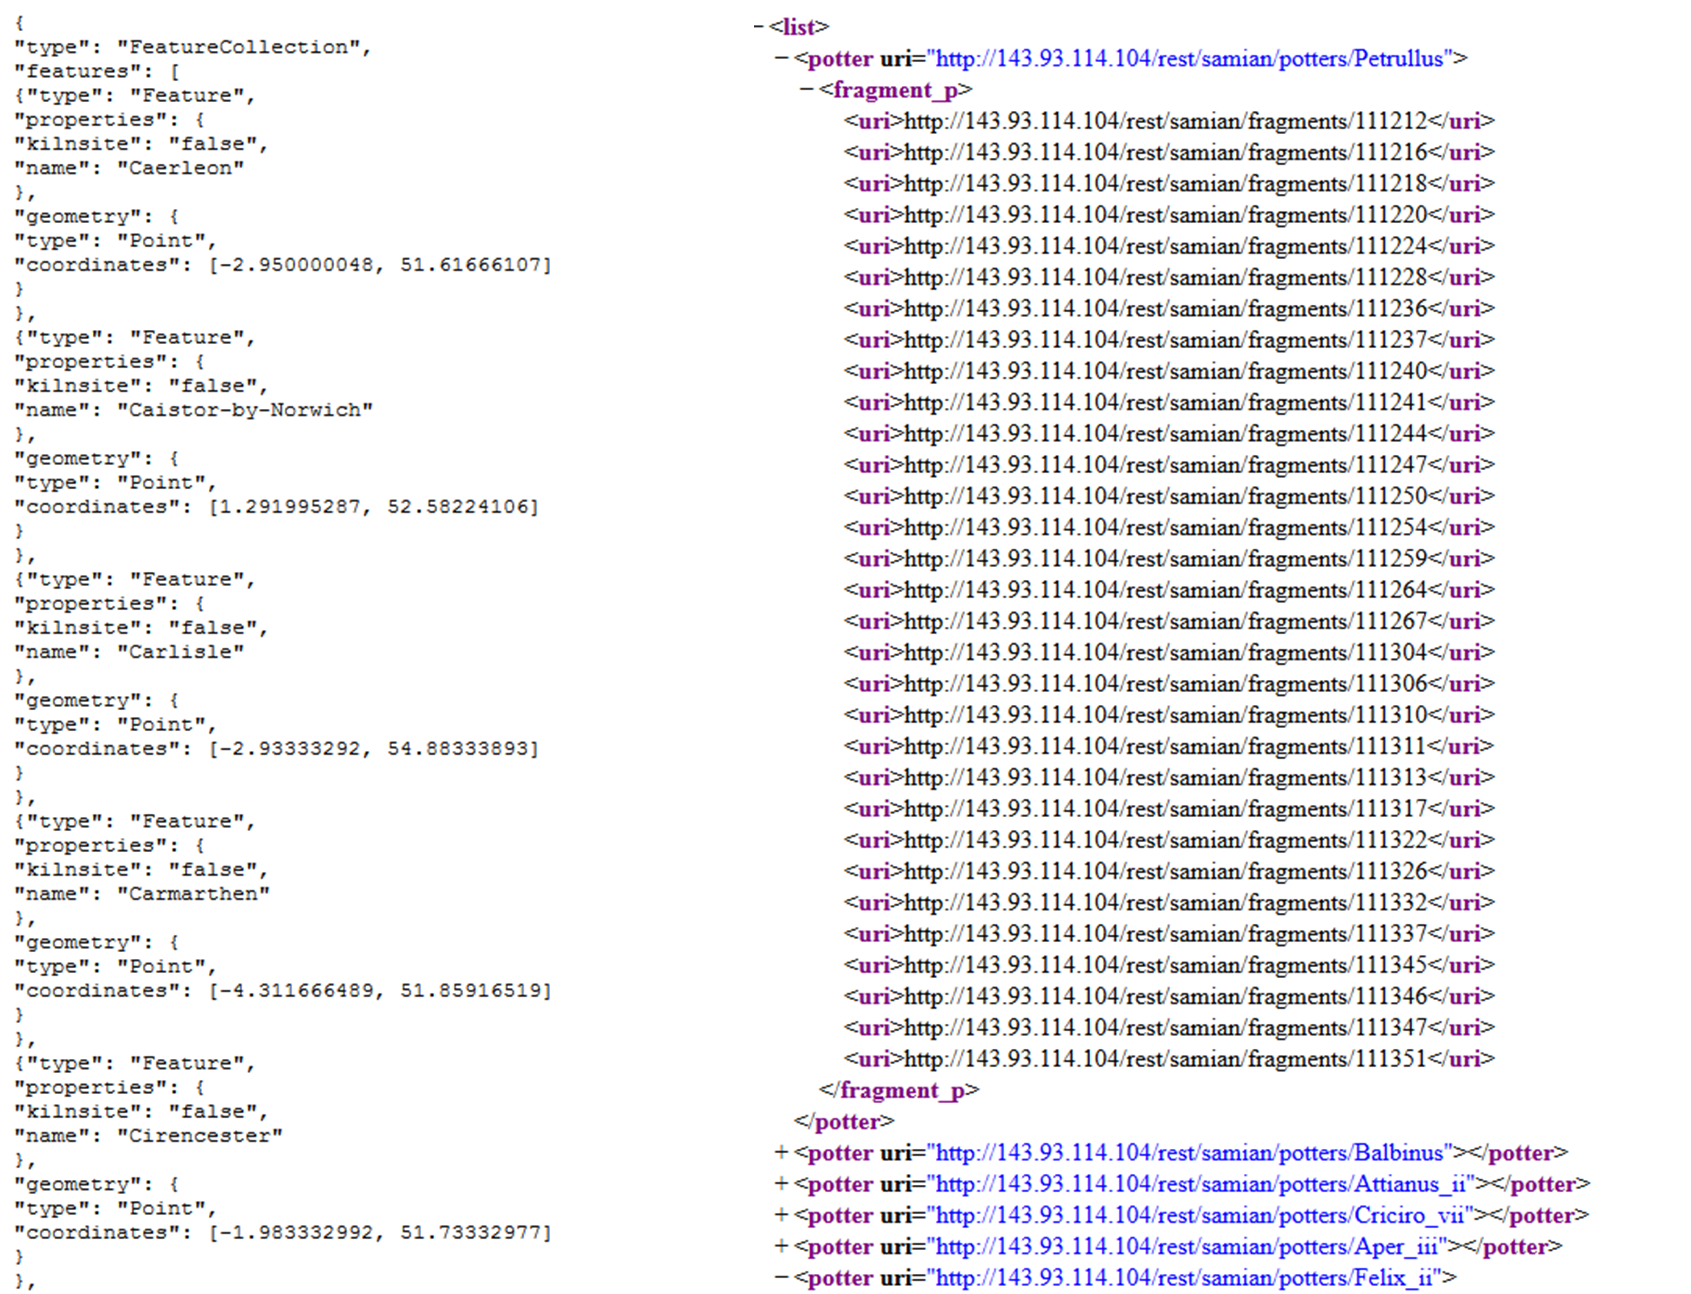 {
"type": "FeatureCollection",
"features": [
{"type": "Feature",
"properties": {
"kilnsite": "false",
"name": "Caerleon"
},
"geometry": {
"type": "Point",
"coordinates": [-2.950000048, 51.61666107]
}
},
{"type": "Feature",
"properties": {
"kilnsite": "false",
"name": "Caistor-by-Norwich"
},
"geometry": {
"type": "Point",
"coordinates": [1.291995287, 52.58224106]
}
},
{"type": "Feature",
"properties": {
"kilnsite": "false",
"name": "Carlisle"
},
"geometry": {
"type": "Point",
"coordinates": [-2.93333292, 54.88333893]
}
},
{"type": "Feature",
"properties": {
"kilnsite": "false",
"name": "Carmarthen"
},
"geometry": {
"type": "Point",
"coordinates": [-4.311666489, 51.85916519]
}
},
{"type": "Feature",
"properties": {
"kilnsite": "false",
"name": "Cirencester"
},
"geometry": {
"type": "Point",
"coordinates": [-1.983332992, 51.73332977]
}
},
−<list>
−<potter uri="http://143.93.114.104/rest/samian/potters/Petrullus">
−<fragment_p>
<uri>http://143.93.114.104/rest/samian/fragments/111212</uri>
<uri>http://143.93.114.104/rest/samian/fragments/111216</uri>
<uri>http://143.93.114.104/rest/samian/fragments/111218</uri>
<uri>http://143.93.114.104/rest/samian/fragments/111220</uri>
<uri>http://143.93.114.104/rest/samian/fragments/111224</uri>
<uri>http://143.93.114.104/rest/samian/fragments/111228</uri>
<uri>http://143.93.114.104/rest/samian/fragments/111236</uri>
<uri>http://143.93.114.104/rest/samian/fragments/111237</uri>
<uri>http://143.93.114.104/rest/samian/fragments/111240</uri>
<uri>http://143.93.114.104/rest/samian/fragments/111241</uri>
<uri>http://143.93.114.104/rest/samian/fragments/111244</uri>
<uri>http://143.93.114.104/rest/samian/fragments/111247</uri>
<uri>http://143.93.114.104/rest/samian/fragments/111250</uri>
<uri>http://143.93.114.104/rest/samian/fragments/111254</uri>
<uri>http://143.93.114.104/rest/samian/fragments/111259</uri>
<uri>http://143.93.114.104/rest/samian/fragments/111264</uri>
<uri>http://143.93.114.104/rest/samian/fragments/111267</uri>
<uri>http://143.93.114.104/rest/samian/fragments/111304</uri>
<uri>http://143.93.114.104/rest/samian/fragments/111306</uri>
<uri>http://143.93.114.104/rest/samian/fragments/111310</uri>
<uri>http://143.93.114.104/rest/samian/fragments/111311</uri>
<uri>http://143.93.114.104/rest/samian/fragments/111313</uri>
<uri>http://143.93.114.104/rest/samian/fragments/111317</uri>
<uri>http://143.93.114.104/rest/samian/fragments/111322</uri>
<uri>http://143.93.114.104/rest/samian/fragments/111326</uri>
<uri>http://143.93.114.104/rest/samian/fragments/111332</uri>
<uri>http://143.93.114.104/rest/samian/fragments/111337</uri>
<uri>http://143.93.114.104/rest/samian/fragments/111345</uri>
<uri>http://143.93.114.104/rest/samian/fragments/111346</uri>
<uri>http://143.93.114.104/rest/samian/fragments/111347</uri>
<uri>http://143.93.114.104/rest/samian/fragments/111351</uri>
</fragment_p>
</potter>
+<potter uri="http://143.93.114.104/rest/samian/potters/Balbinus"></potter>
+<potter uri="http://143.93.114.104/rest/samian/potters/Attianus_ii"></potter>
+<potter uri="http://143.93.114.104/rest/samian/potters/Criciro_vii"></potter>
+<potter uri="http://143.93.114.104/rest/samian/potters/Aper_iii"></potter>
−<potter uri="http://143.93.114.104/rest/samian/potters/Felix_ii">